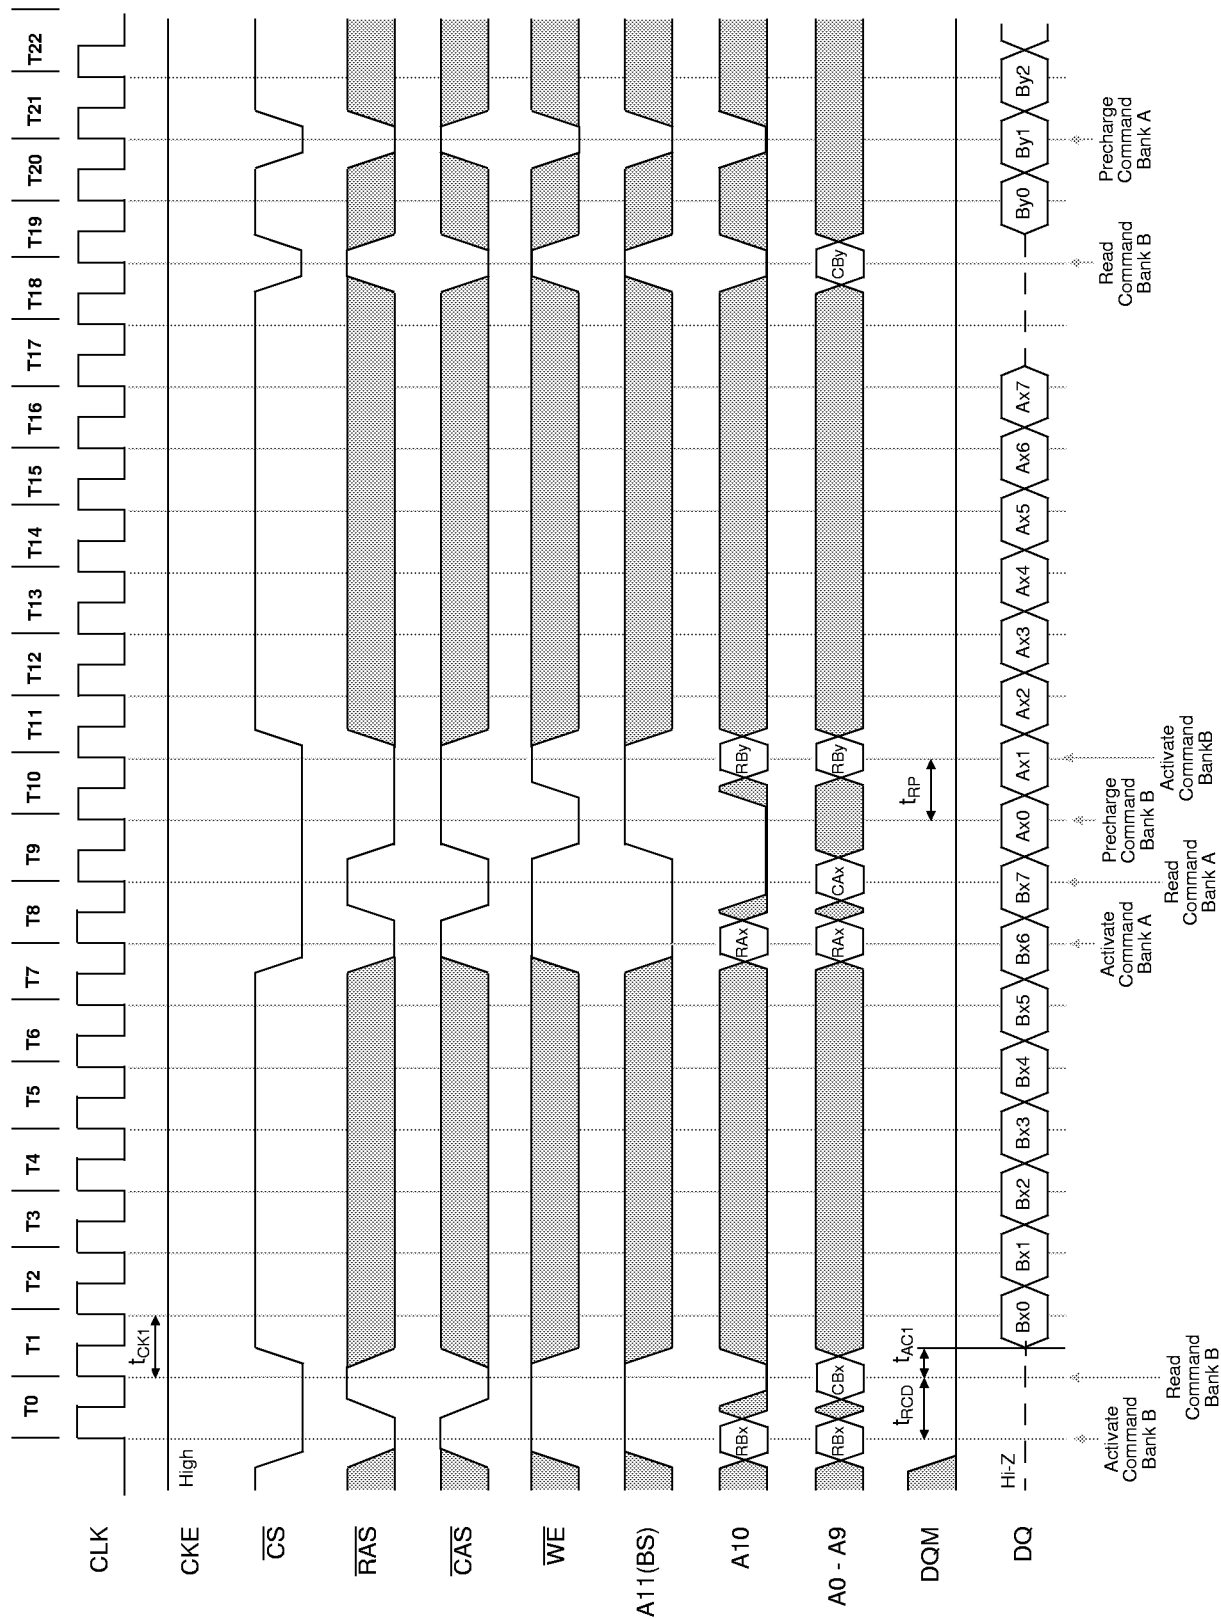 T0 T1 T2 T3 T4 T5 T6 T7 T8 T9 T10 T11 T12 T13 T14 T15 T16 T17 T18 T19 T20 T21 T22
CLK
tCK1
CKE
High
CS
RAS
CAS
WE
A11(BS)
A10
RBx RAx RBy
A0 - A9
RBx CBx RAx CAx RBy CBy
DQM
tRCD tAC1 tRP
DQ
Hi-Z
Bx0 Bx1 Bx2 Bx3 Bx4 Bx5 Bx6 Bx7 Ax0 Ax1 Ax2 Ax3 Ax4 Ax5 Ax6 Ax7 By0 By1 By2
Activate
Command
Bank B
Read
Command
Bank B
Activate
Command
Bank A
Read
Command
Bank A
Precharge
Command
Bank B
Activate
Command
BankB
Read
Command
Bank B
Precharge
Command
Bank A